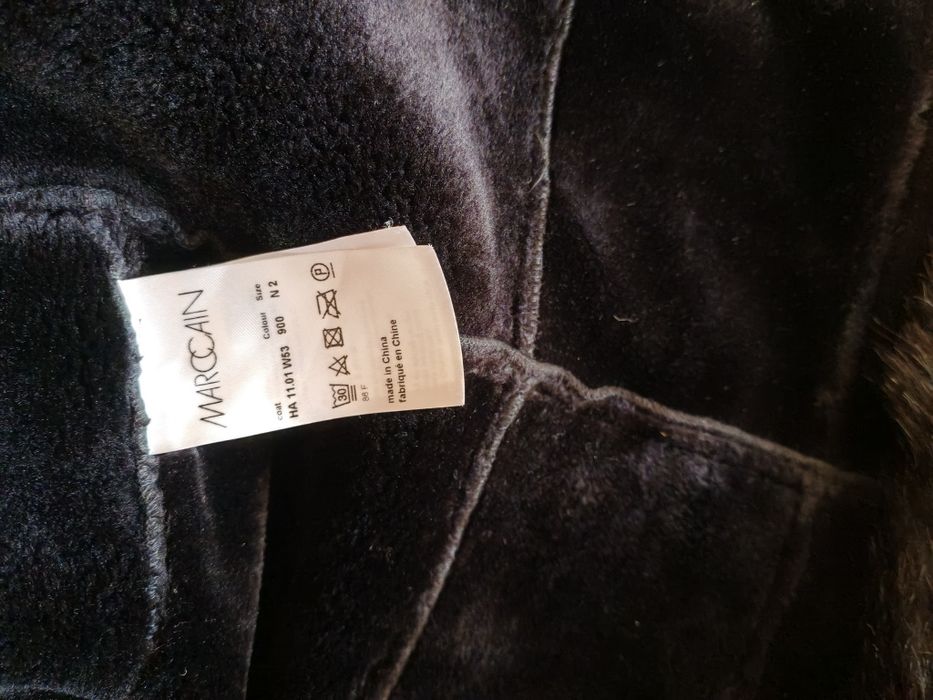 MARCCAIN
coat Colour Size
HA 11.01 W53 900 N 2
30 P
86 F
made in China
fabriqué en Chine